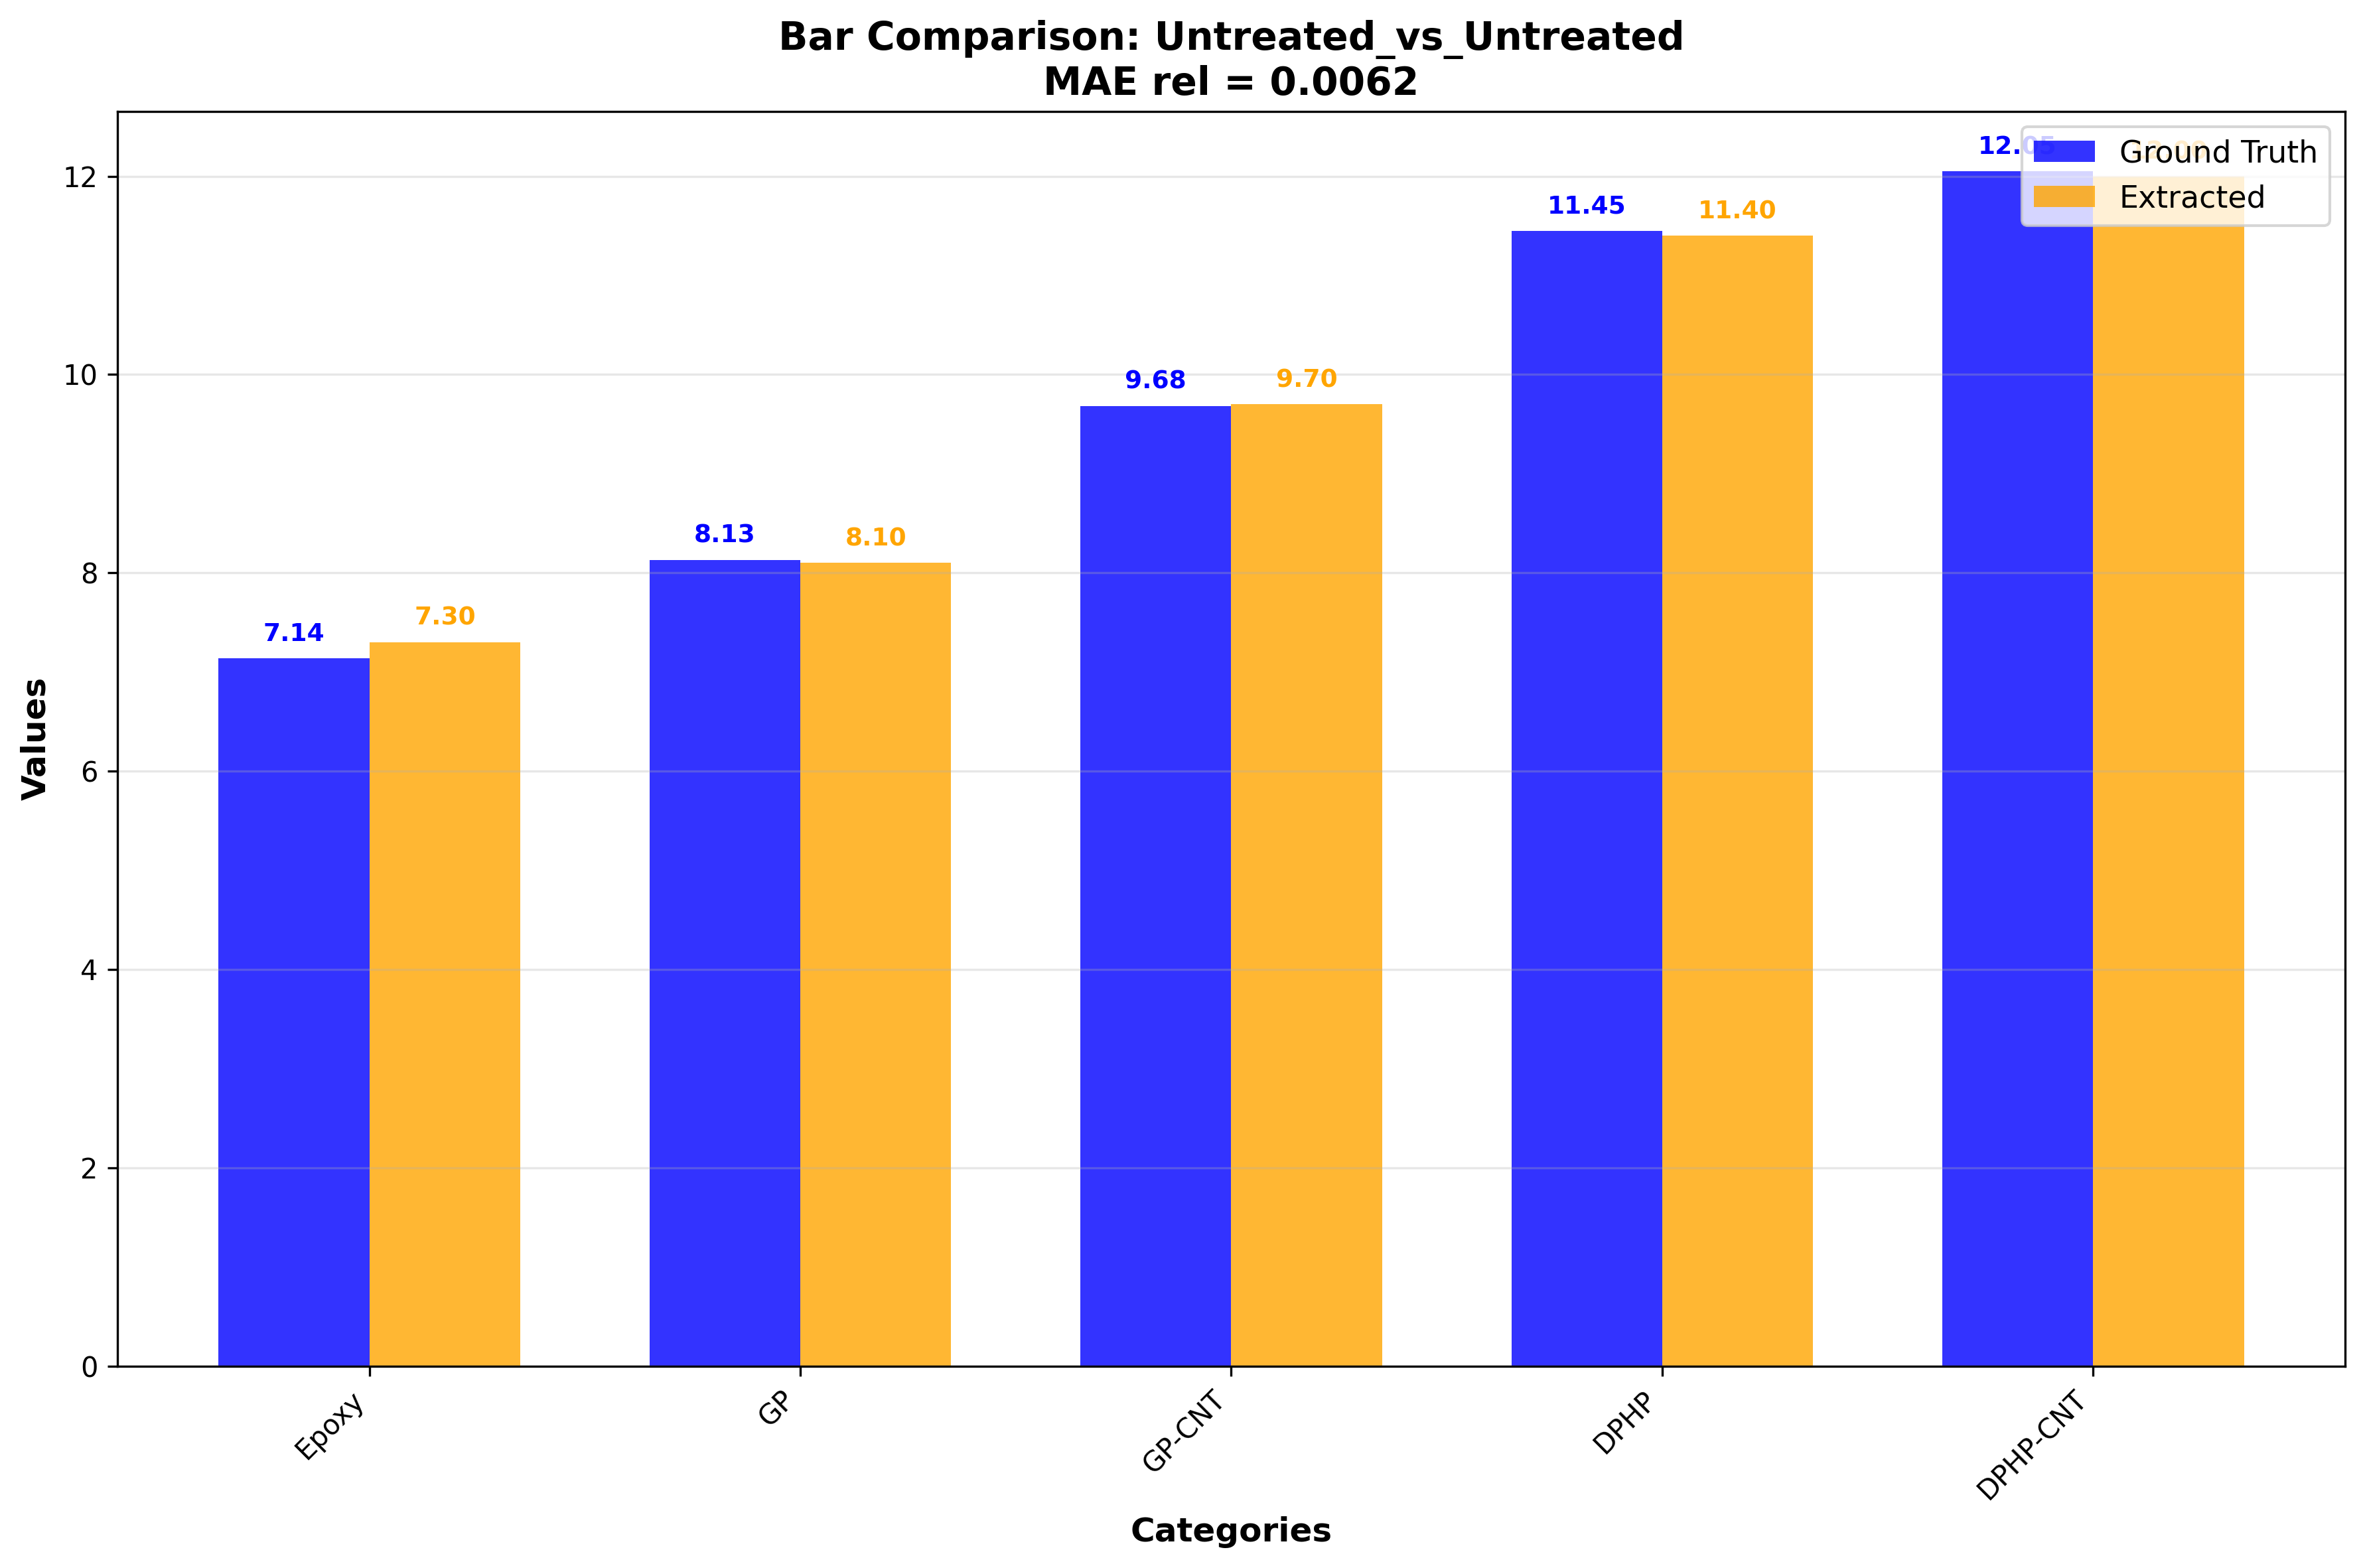 Bar Comparison: Untreated_vs_Untreated
MAE rel = 0.0062
Values
12
10
8
6
4
2
0
7.14
7.30
8.13
8.10
9.68
9.70
11.45
11.40
12.05
Ground Truth
Extracted
Epoxy
GP
GP-CNT
DPHP
DPHP-CNT
Categories